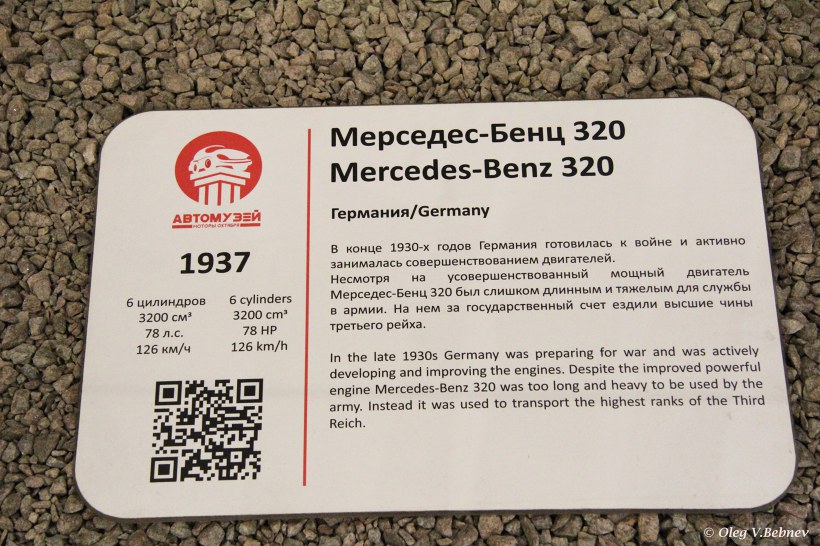 АВТОМУЗЕЙ
МОТОРЫ ОКТЯБРЯ
1937
6 цилиндров
3200 см³
78 л.с.
126 км/ч
6 cylinders
3200 cm³
78 HP
126 km/h
Мерседес-Бенц 320
Mercedes-Benz 320
Германия/Germany
В конце 1930-х годов Германия готовилась к войне и активно
занималась совершенствованием двигателей.
Несмотря на усовершенствованный мощный двигатель
Мерседес-Бенц 320 был слишком длинным и тяжелым для службы
в армии. На нем за государственный счет ездили высшие чины
третьего рейха.
In the late 1930s Germany was preparing for war and was actively
developing and improving the engines. Despite the improved powerful
engine Mercedes-Benz 320 was too long and heavy to be used by the
army. Instead it was used to transport the highest ranks of the Third
Reich.
© Oleg V.Bebnev